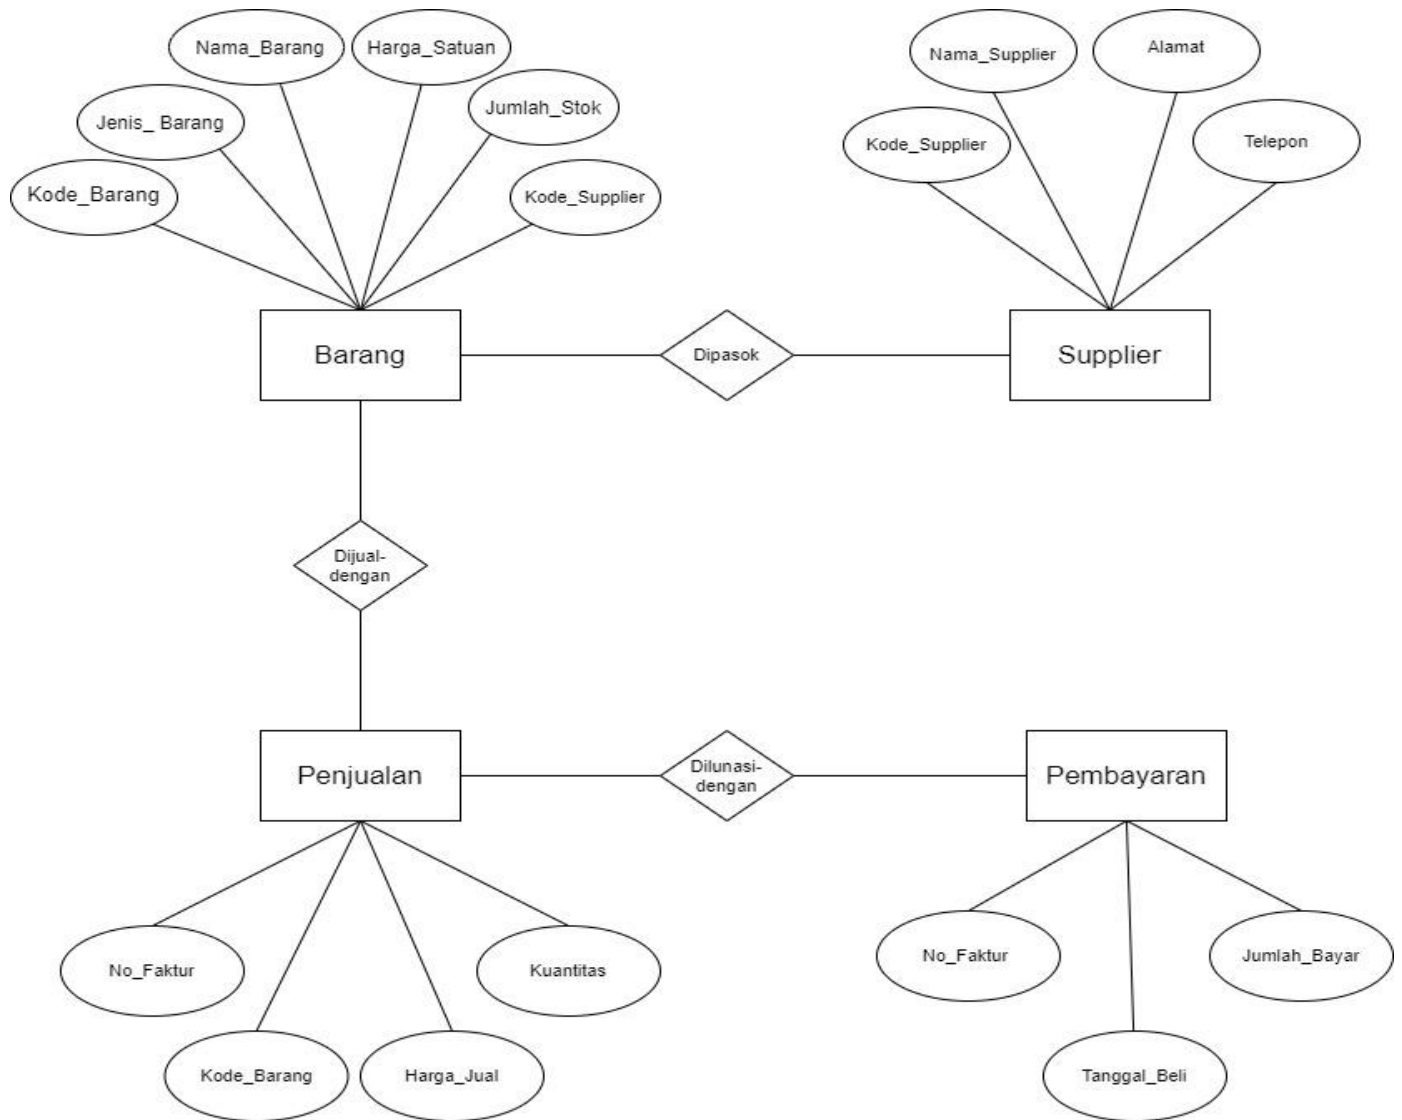 Nama_Barang
Harga_Satuan
Jenis_ Barang
Jumlah_Stok
Kode_Barang
Kode_Supplier
Nama_Supplier
Alamat
Kode_Supplier
Telepon
Barang
Dipasok
Supplier
Dijual-
dengan
Penjualan
Dilunasi-
dengan
Pembayaran
No_Faktur
Kuantitas
Kode_Barang
Harga_Jual
No_Faktur
Jumlah_Bayar
Tanggal_Beli